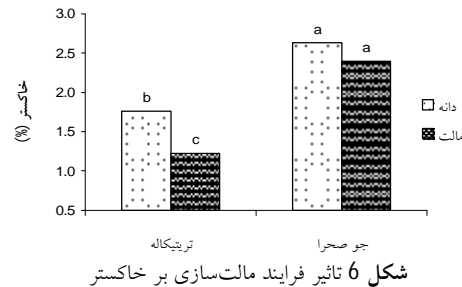 3.0
2.5
2.0
1.5
1.0
0.5
خاکستر (%)
b
c
a
a
دانه
مالت
تریتیکاله
جو صحرا
شکل 6 تاثیر فرایند مالت‌سازی بر خاکستر